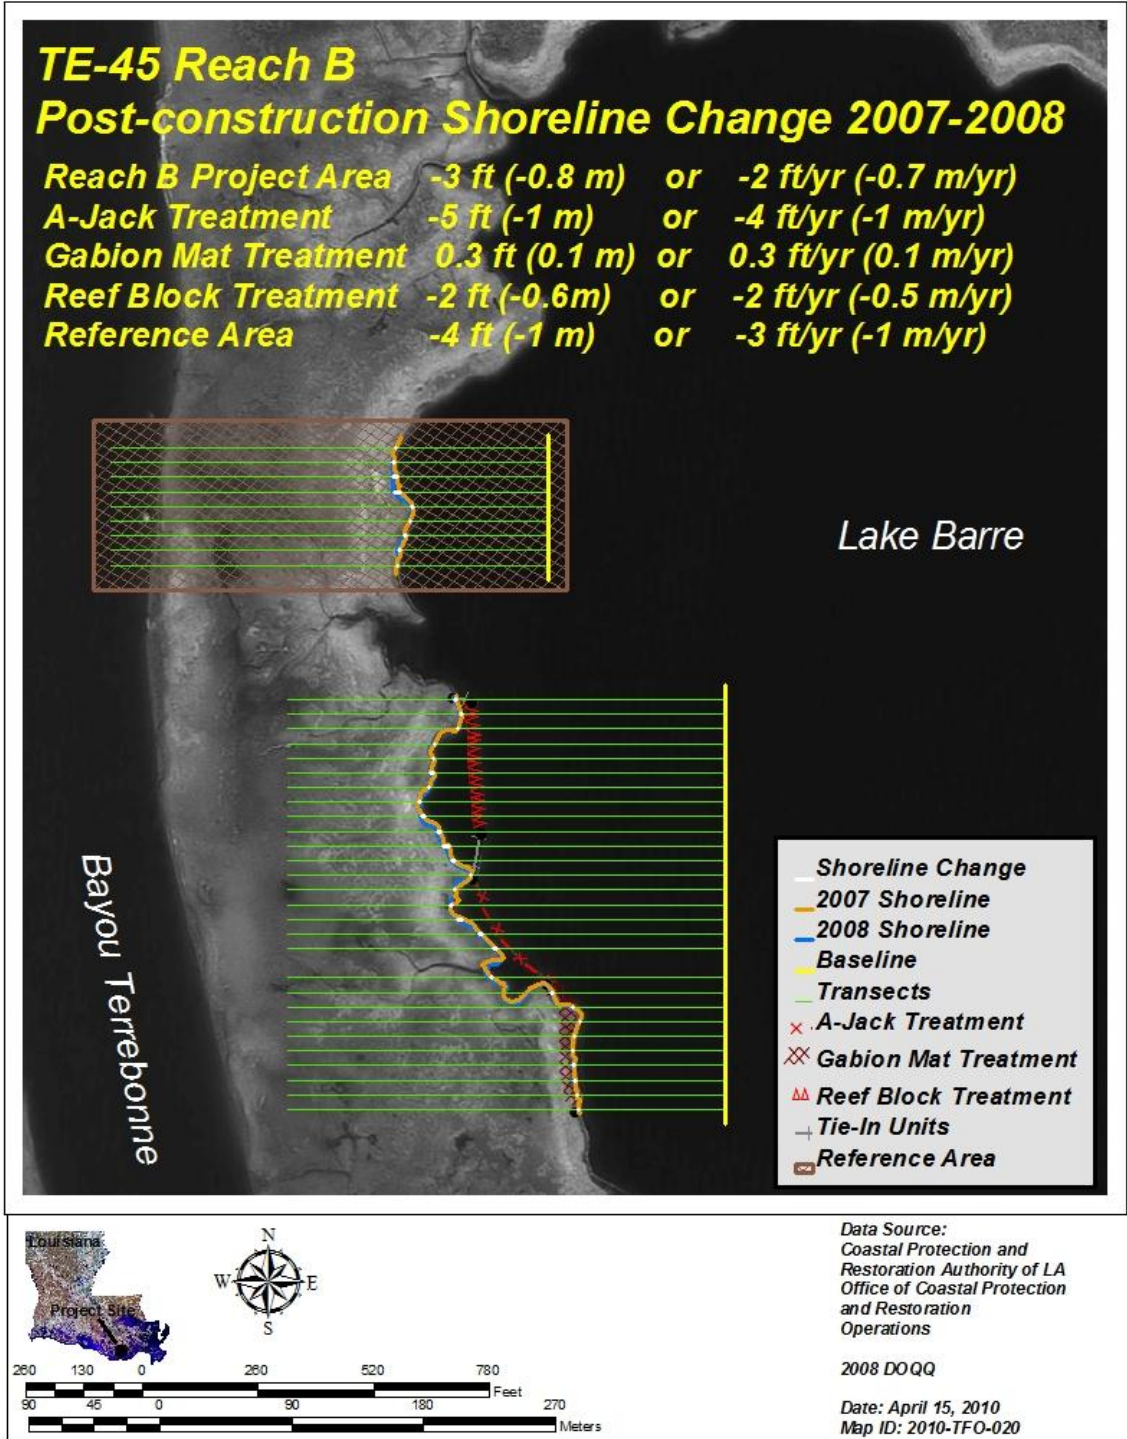 TE-45 Reach B
Post-construction Shoreline Change 2007-2008
Reach B Project Area -3 ft (-0.8 m) or -2 ft/yr (-0.7 m/yr)
A-Jack Treatment -5 ft (-1 m) or -4 ft/yr (-1 m/yr)
Gabion Mat Treatment 0.3 ft (0.1 m) or 0.3 ft/yr (0.1 m/yr)
Reef Block Treatment -2 ft (-0.6m) or -2 ft/yr (-0.5 m/yr)
Reference Area -4 ft (-1 m) or -3 ft/yr (-1 m/yr)
Lake Barre
Bayou Terrebonne
Shoreline Change
2007 Shoreline
2008 Shoreline
Baseline
Transects
A-Jack Treatment
Gabion Mat Treatment
Reef Block Treatment
Tie-In Units
Reference Area
Louisiana
Project Site
N
W E
S
260 130 0 260 520 780
Feet
90 45 0 90 180 270
Meters
Data Source:
Coastal Protection and
Restoration Authority of LA
Office of Coastal Protection
and Restoration
Operations
2008 DOQQ
Date: April 15, 2010
Map ID: 2010-TFO-020